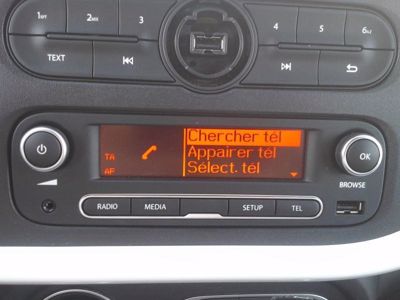 1
2
3
4
5
6
TEXT
Chercher tél
Appairer tél
Sélect. tél
TA
AF
OK
BROWSE
RADIO
MEDIA
SETUP
TEL